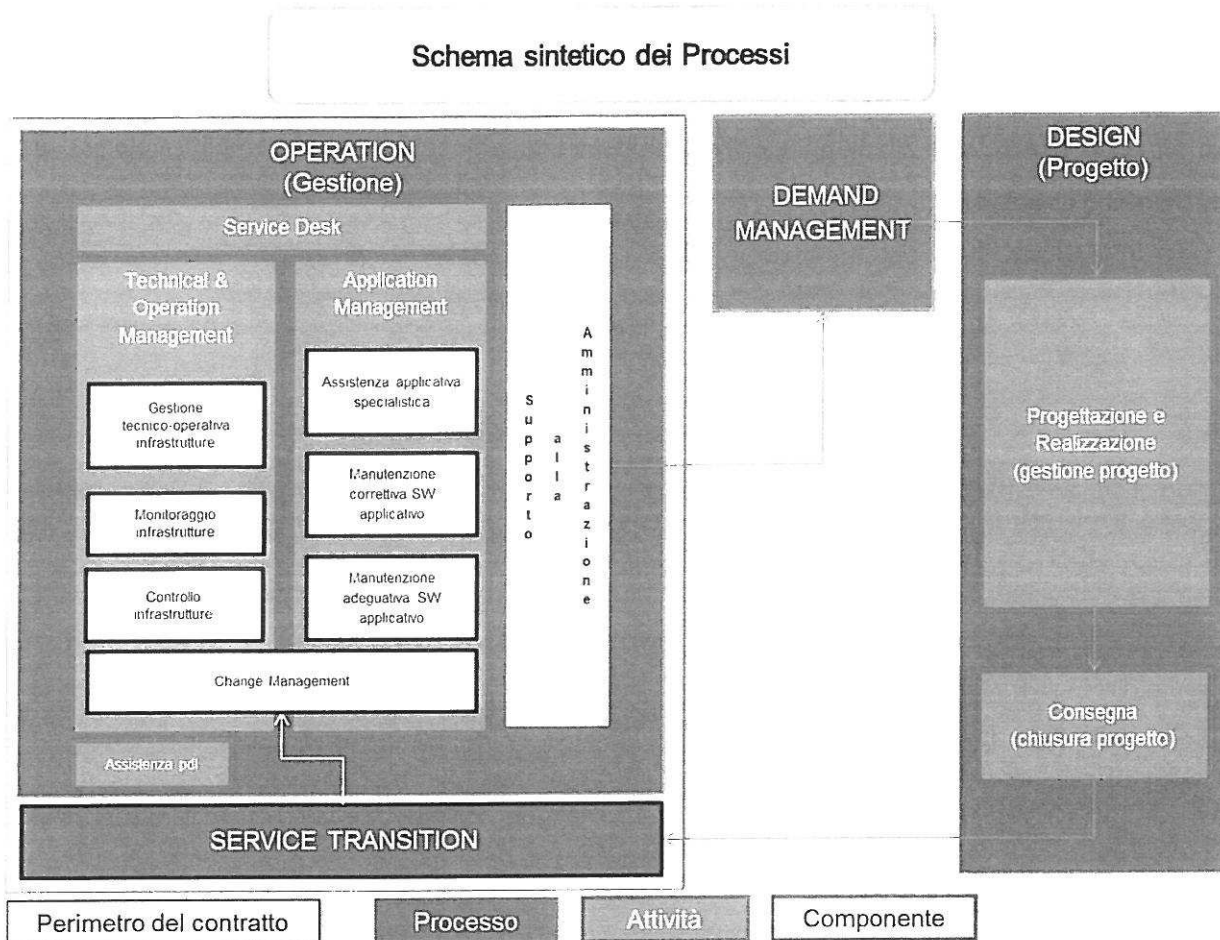 Schema sintetico dei Processi
OPERATION
(Gestione)
Service Desk
Technical &
Operation
Management
Gestione
tecnico-operativa
infrastrutture
Monitoraggio
infrastrutture
Controllo
infrastrutture
Application
Management
Assistenza applicativa
specialistica
Manutenzione
correttiva SW
applicativo
Manutenzione
adeguativa SW
applicativo
Change Management
Assistenza pdl
Supporto
alla
Amministrazione
SERVICE TRANSITION
DEMAND
MANAGEMENT
DESIGN
(Progetto)
Progettazione e
Realizzazione
(gestione progetto)
Consegna
(chiusura progetto)
Perimetro del contratto
Processo
Attività
Componente